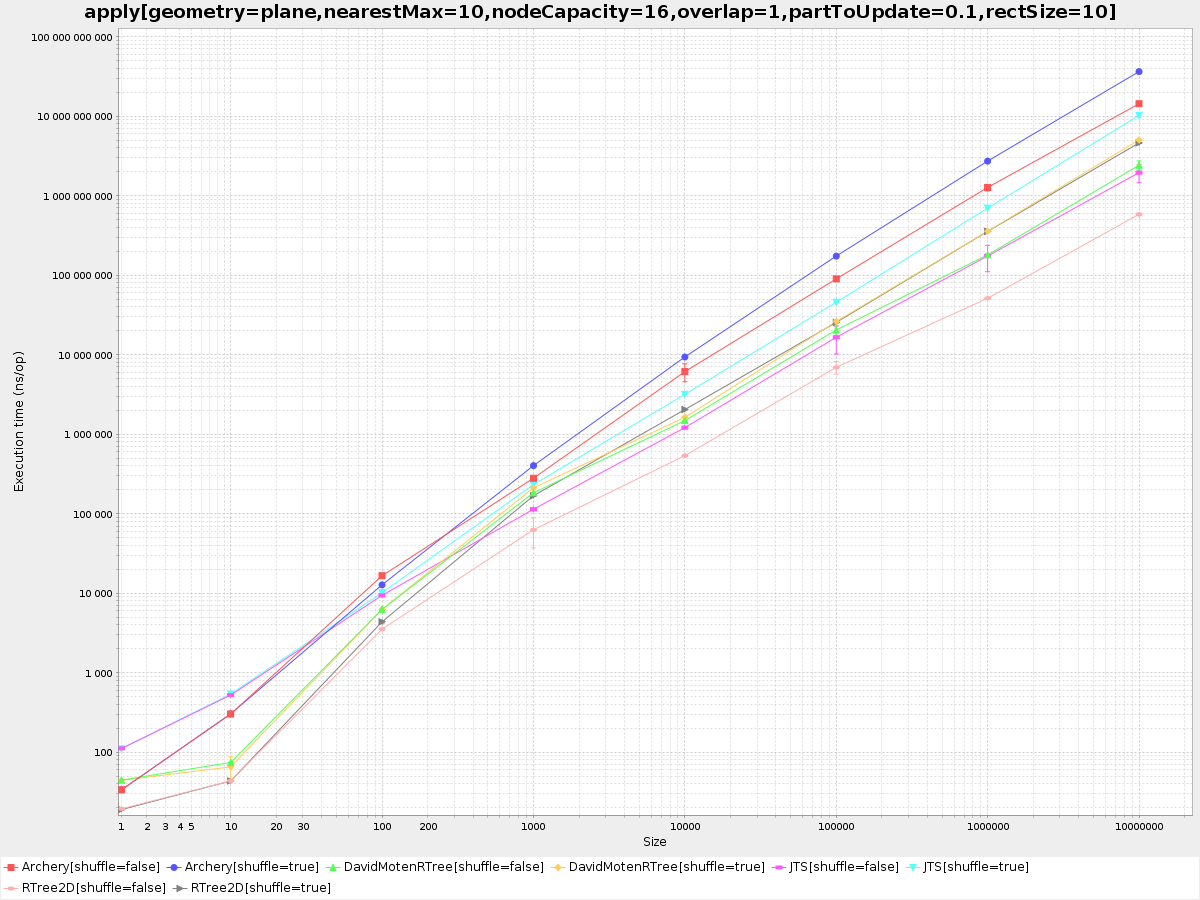 apply[geometry=plane,nearestMax=10,nodeCapacity=16,overlap=1,partToUpdate=0.1,rectSize=10]
Execution time (ns/op)
100 000 000 000
10 000 000 000
1 000 000 000
100 000 000
10 000 000
1 000 000
100 000
10 000
1 000
100
1 2 3 4 5 10 20 30 100 200 1000 10000 100000 1000000 10000000
Size
Archery[shuffle=false] Archery[shuffle=true] DavidMotenRTree[shuffle=false] DavidMotenRTree[shuffle=true] JTS[shuffle=false] JTS[shuffle=true]
RTree2D[shuffle=false] RTree2D[shuffle=true]